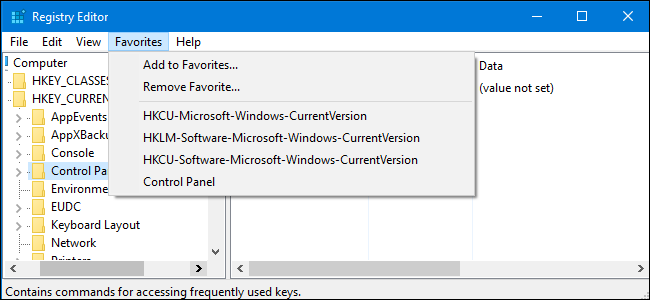 Registry Editor
File Edit View Favorites Help
Computer
HKEY_CLASSES
HKEY_CURREN
AppEvents
AppXBacku
Console
Control Pa
Environme
EUDC
Keyboard Layout
Network
Add to Favorites...
Remove Favorite...
HKCU-Microsoft-Windows-CurrentVersion
HKLM-Software-Microsoft-Windows-CurrentVersion
HKCU-Software-Microsoft-Windows-CurrentVersion
Control Panel
Data
(value not set)
Contains commands for accessing frequently used keys.